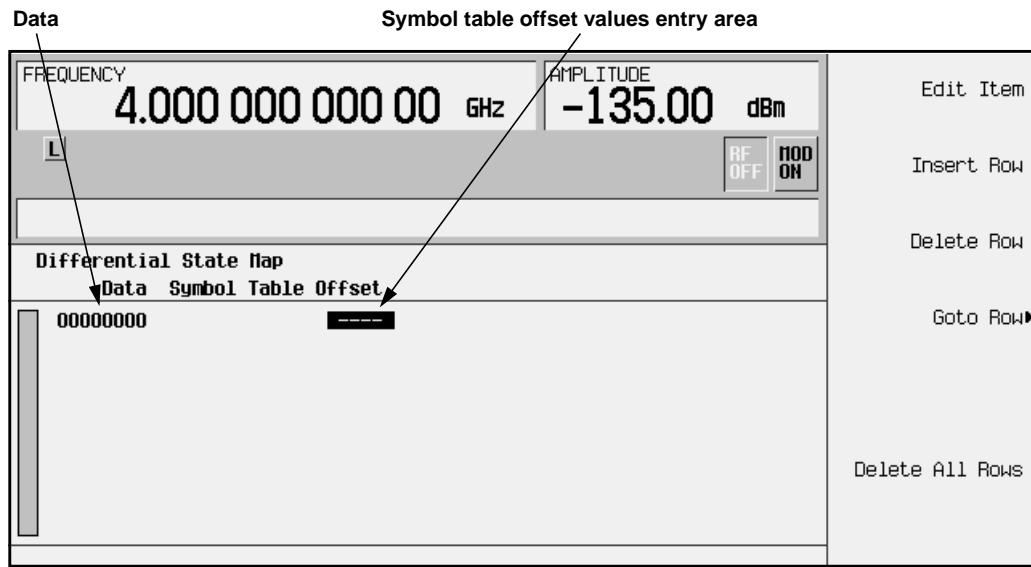 Data Symbol table offset values entry area
FREQUENCY AMPLITUDE
4.000 000 000 00 GHz -135.00 dBm
Edit Item
L RF OFF MOD ON
Insert Row
Delete Row
Differential State Map
Data Symbol Table Offset
00000000 ----
Goto Row
Delete All Rows